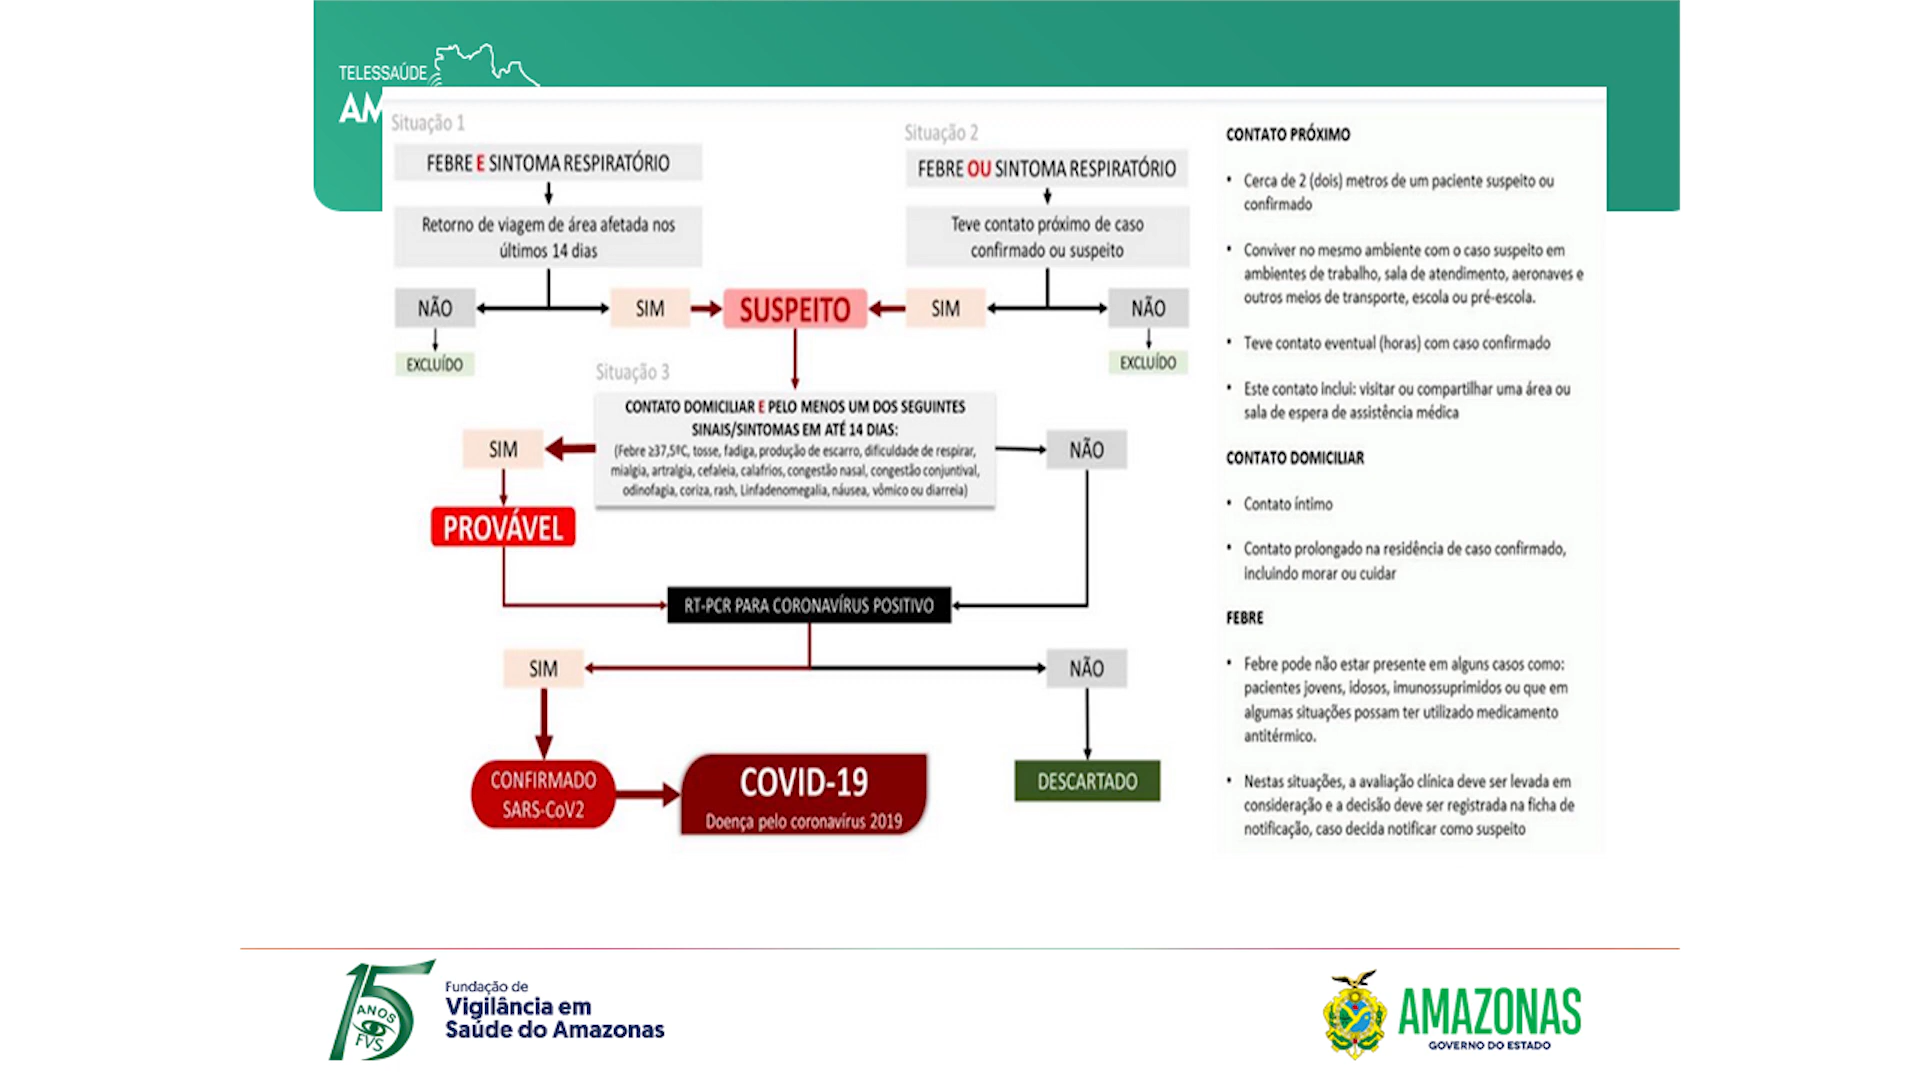 TELESSAÚDE
AM
Situação 1
FEBRE E SINTOMA RESPIRATÓRIO
Retorno de viagem de área afetada nos
últimos 14 dias
NÃO
SIM
EXCLUÍDO
SUSPEITO
Situação 2
FEBRE OU SINTOMA RESPIRATÓRIO
Teve contato próximo de caso
confirmado ou suspeito
SIM
NÃO
EXCLUÍDO
Situação 3
CONTATO DOMICILIAR E PELO MENOS UM DOS SEGUINTES
SINAIS/SINTOMAS EM ATÉ 14 DIAS:
(Febre ≥37,5ºC, tosse, fadiga, produção de escarro, dificuldade de respirar,
mialgia, artralgia, cefaleia, calafrios, congestão nasal, congestão conjuntival,
odinofagia, coriza, rash, Linfadenomegalia, náusea, vômico ou diarreia)
SIM
NÃO
PROVÁVEL
RT-PCR PARA CORONAVÍRUS POSITIVO
SIM
NÃO
CONFIRMADO
SARS-CoV2
COVID-19
Doença pelo coronavírus 2019
DESCARTADO
CONTATO PRÓXIMO
• Cerca de 2 (dois) metros de um paciente suspeito ou
confirmado
• Conviver no mesmo ambiente com o caso suspeito em
ambientes de trabalho, sala de atendimento, aeronaves e
outros meios de transporte, escola ou pré-escola.
• Teve contato eventual (horas) com caso confirmado
• Este contato inclui: visitar ou compartilhar uma área ou
sala de espera de assistência médica
CONTATO DOMICILIAR
• Contato íntimo
• Contato prolongado na residência de caso confirmado,
incluindo morar ou cuidar
FEBRE
• Febre pode não estar presente em alguns casos como:
pacientes jovens, idosos, imunossuprimidos ou que em
algumas situações possam ter utilizado medicamento
antitérmico.
• Nestas situações, a avaliação clínica deve ser levada em
consideração e a decisão deve ser registrada na ficha de
notificação, caso decida notificar como suspeito
15
ANOS
FVS
Fundação de
Vigilância em
Saúde do Amazonas
AMAZONAS
GOVERNO DO ESTADO